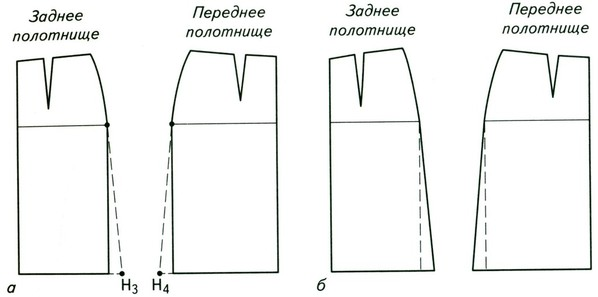 Заднее
полотнище
Переднее
полотнище
Заднее
полотнище
Переднее
полотнище
а
Н3
Н4
б